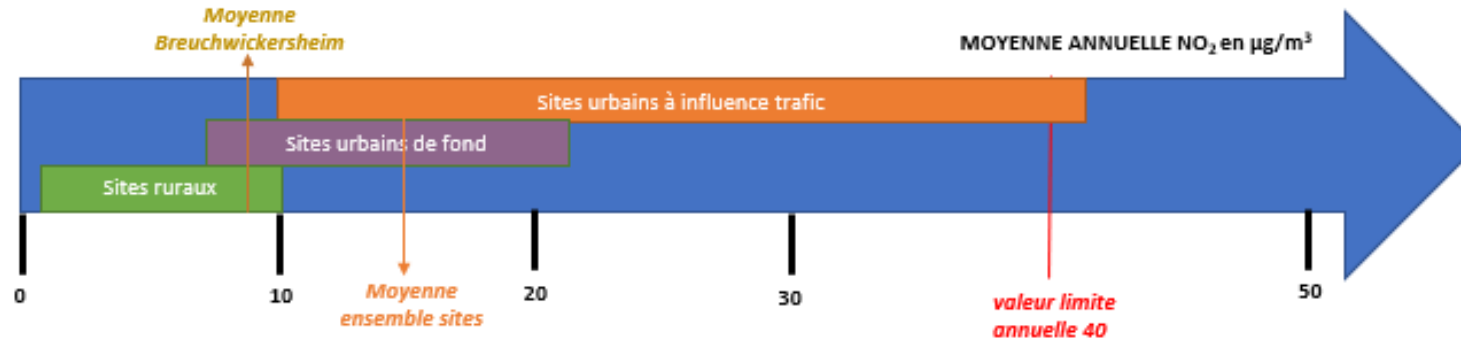 Moyenne
Breuchwickersheim
MOYENNE ANNUELLE NO₂ en µg/m³
Sites urbains à influence trafic
Sites urbains de fond
Sites ruraux
0
10
20
30
50
Moyenne
ensemble sites
valeur limite
annuelle 40